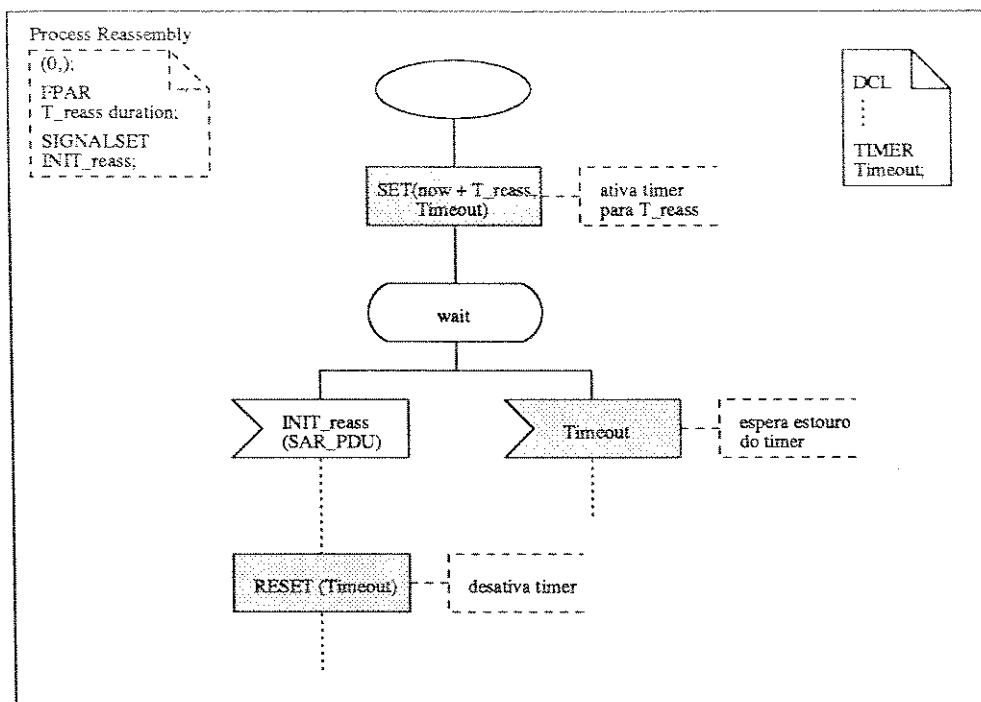 Process Reassembly
(0,);
FPAR
T_reass duration;
SIGNALSET
INIT_reass;
DCL
TIMER
Timeout;
SET(now + T_reass,
Timeout)
ativa timer
para T_reass
wait
INIT_reass
(SAR_PDU)
Timeout
espera estouro
do timer
RESET (Timeout)
desativa timer